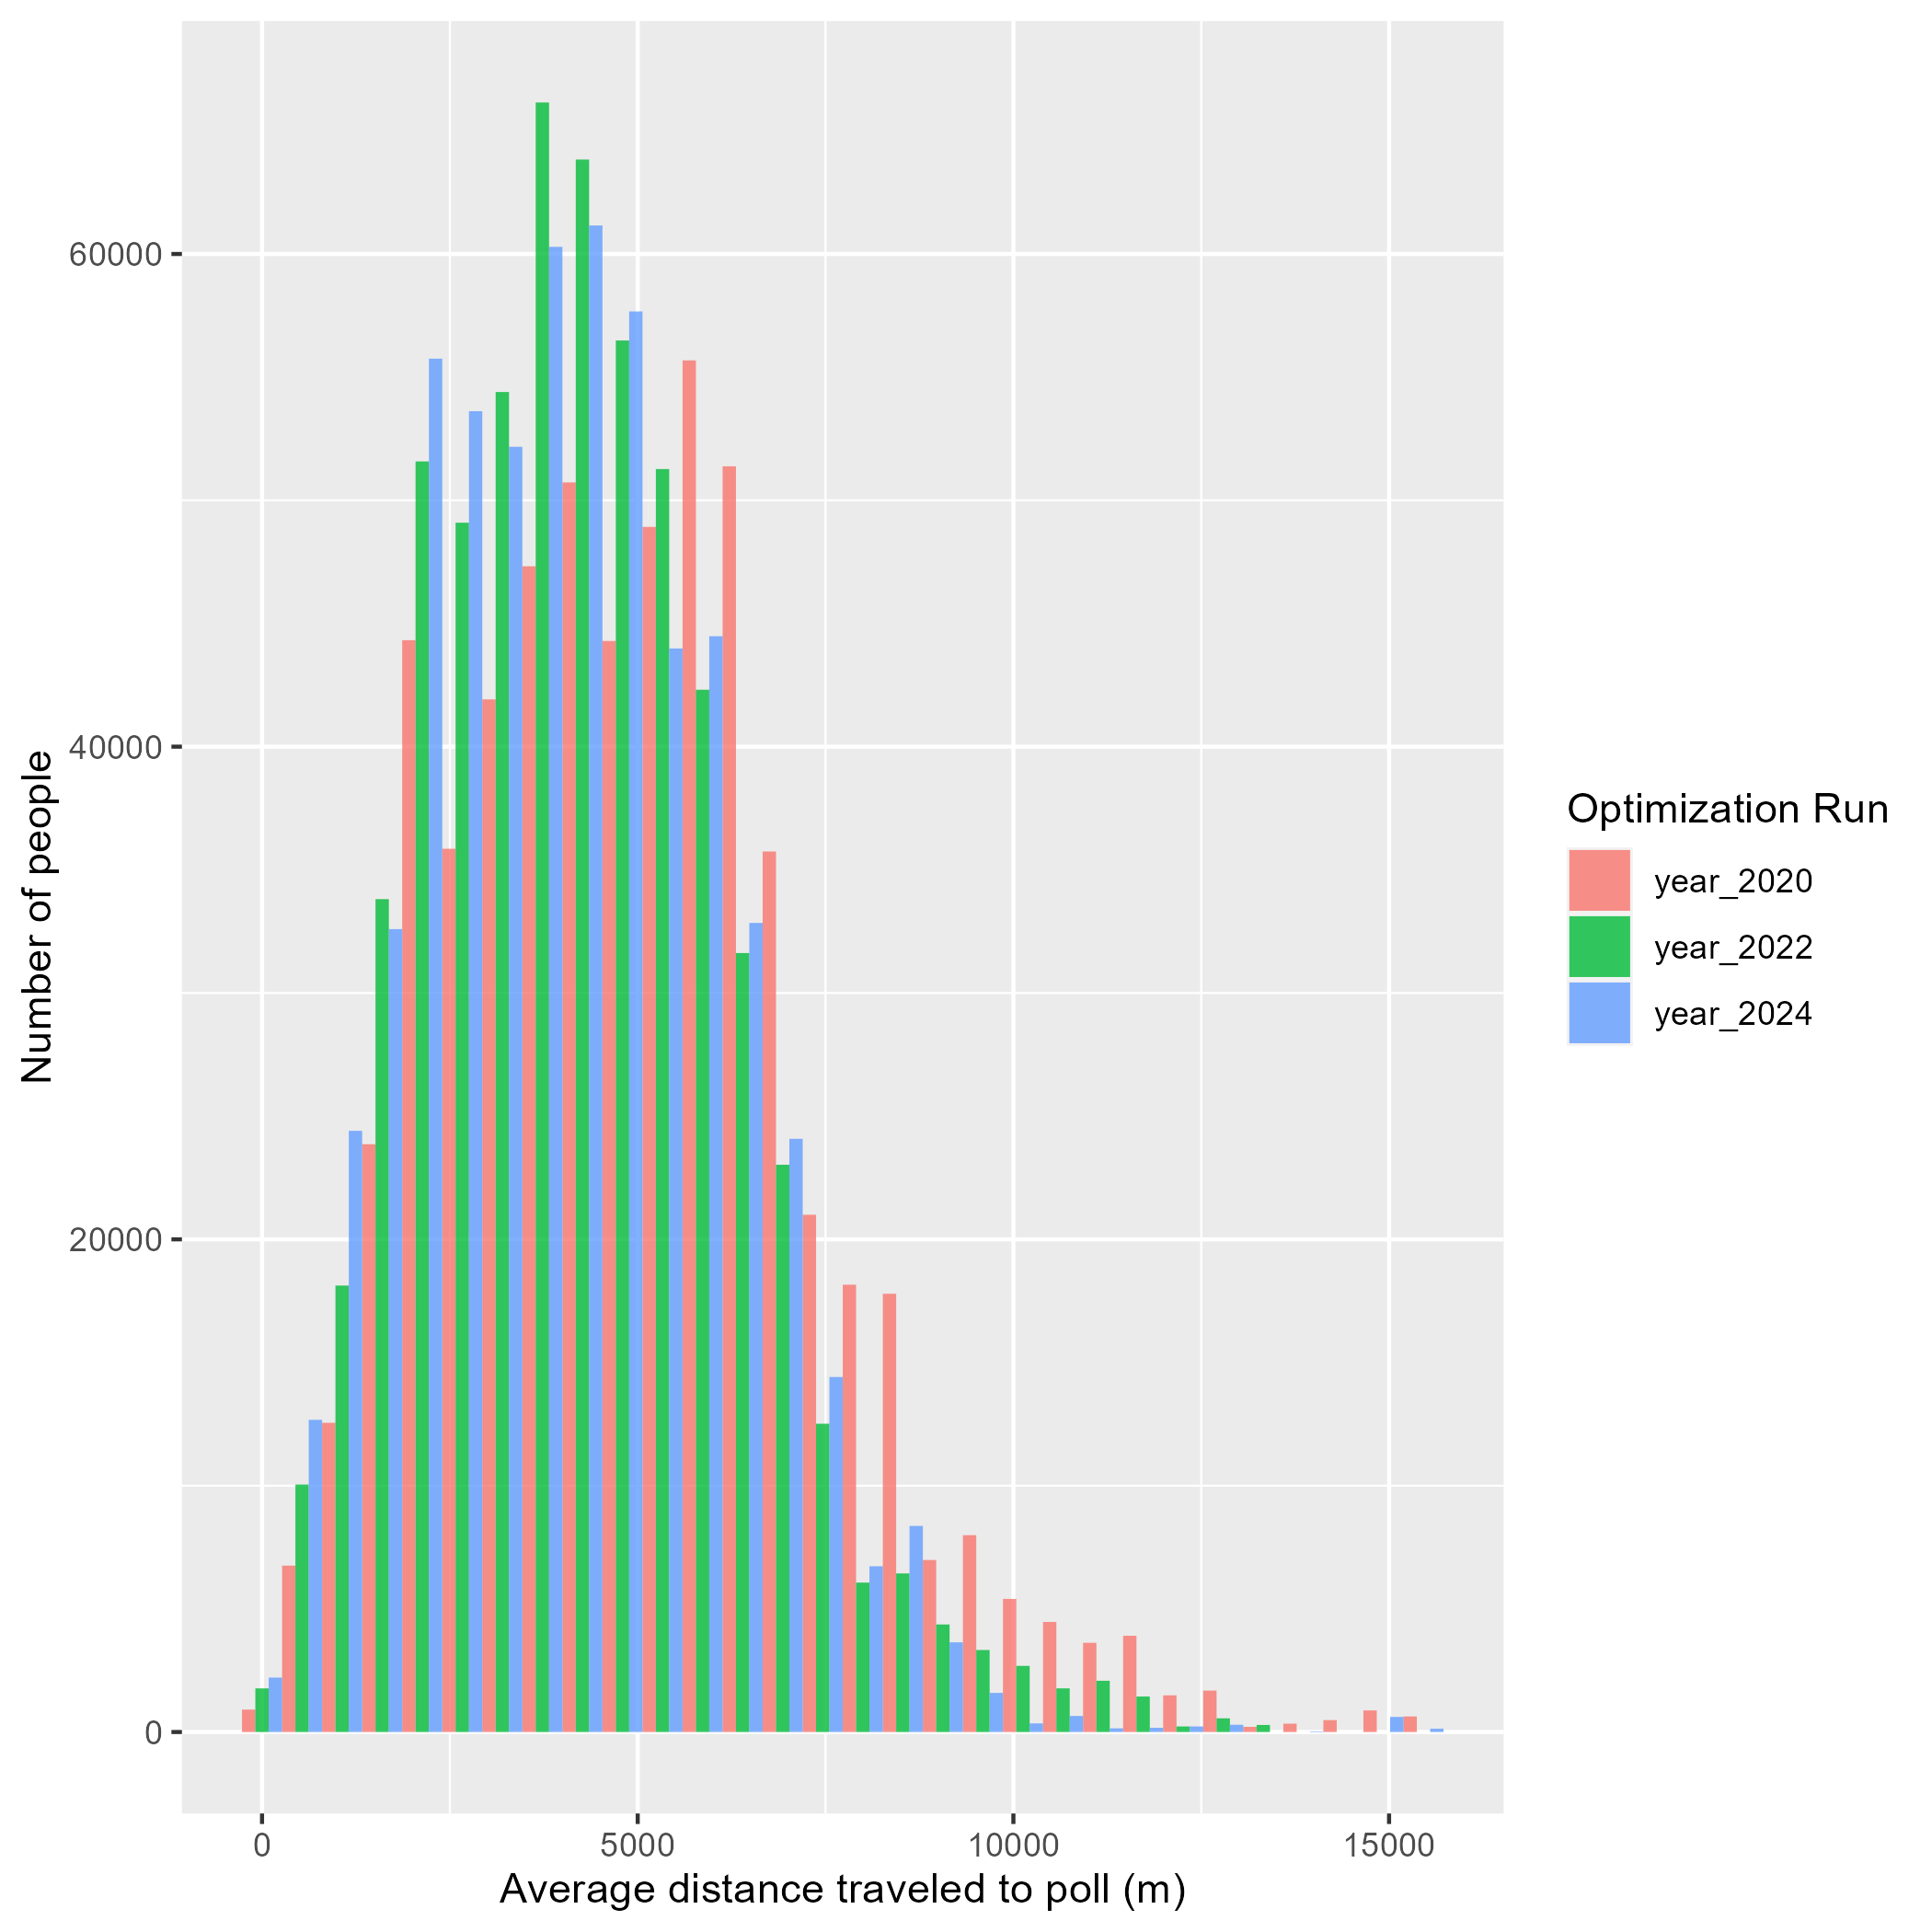 60000
40000
20000
0
Number of people
0 5000 10000 15000
Average distance traveled to poll (m)
Optimization Run
year_2020
year_2022
year_2024